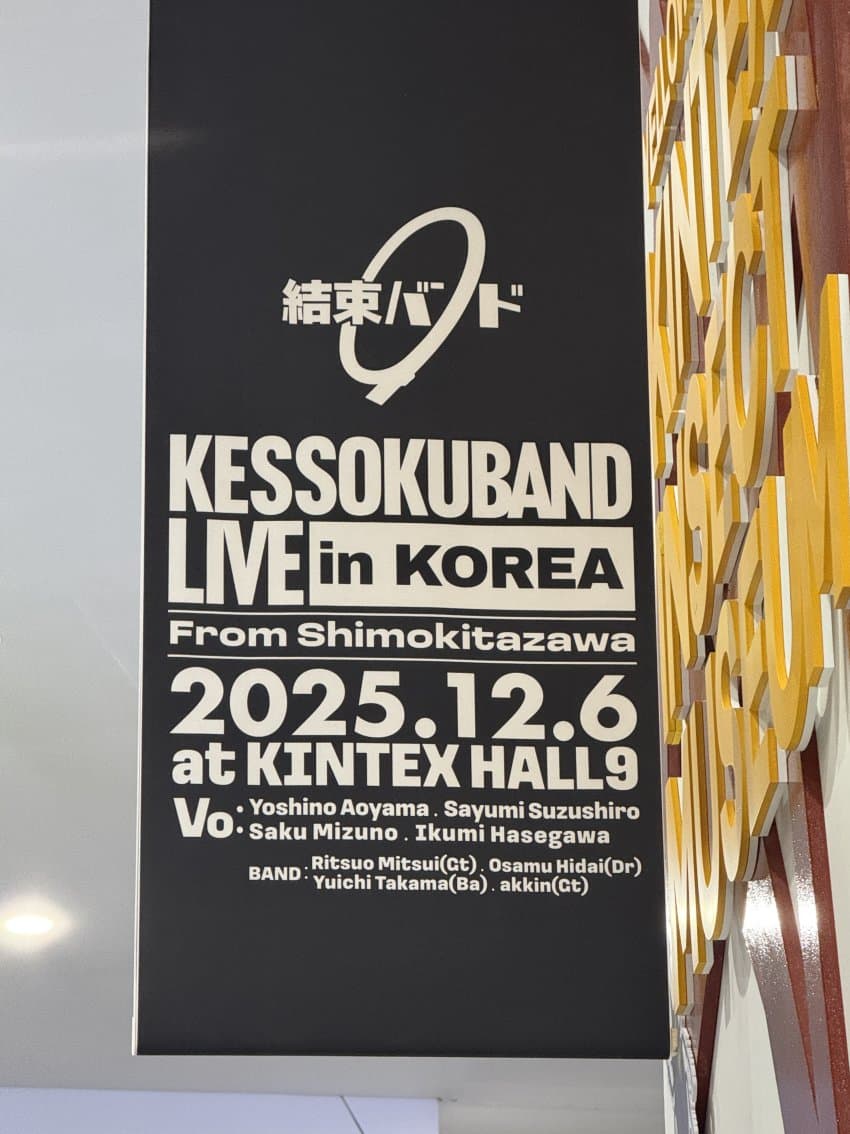 結束バンド
KESSOKUBAND
LIVE in KOREA
From Shimokitazawa
2025.12.6
at KINTEX HALL9
Vo: Yoshino Aoyama . Sayumi Suzushiro
Saku Mizuno . Ikumi Hasegawa
BAND: Ritsuo Mitsui(Gt) . Osamu Hidai(Dr)
Yuichi Takama(Ba) . akkin(Gt)
INSECT
MUSEUM